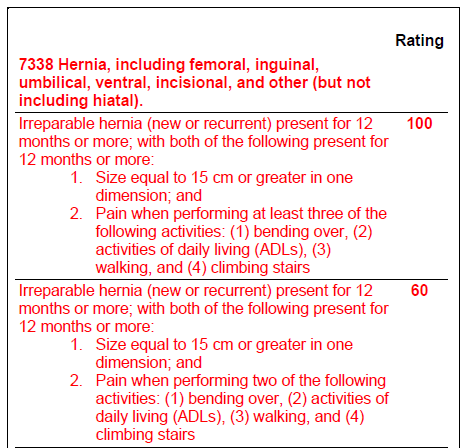 Rating
7338 Hernia, including femoral, inguinal,
umbilical, ventral, incisional, and other (but not
including hiatal).
Irreparable hernia (new or recurrent) present for 12 100
months or more; with both of the following present for
12 months or more:
1. Size equal to 15 cm or greater in one
dimension; and
2. Pain when performing at least three of the
following activities: (1) bending over, (2)
activities of daily living (ADLs), (3)
walking, and (4) climbing stairs
Irreparable hernia (new or recurrent) present for 12 60
months or more; with both of the following present for
12 months or more:
1. Size equal to 15 cm or greater in one
dimension; and
2. Pain when performing two of the following
activities: (1) bending over, (2) activities of
daily living (ADLs), (3) walking, and (4)
climbing stairs